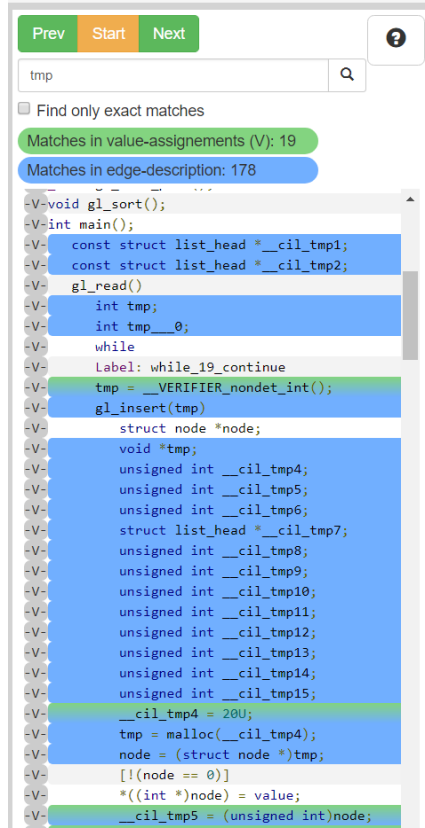 Prev Start Next
?
tmp
Find only exact matches
Matches in value-assignements (V): 19
Matches in edge-description: 178
-V-void gl_sort();
-V-int main();
-V- const struct list_head *__cil_tmp1;
-V- const struct list_head *__cil_tmp2;
-V- gl_read()
-V- int tmp;
-V- int tmp___0;
-V- while
-V- Label: while_19_continue
-V- tmp = __VERIFIER_nondet_int();
-V- gl_insert(tmp)
-V- struct node *node;
-V- void *tmp;
-V- unsigned int __cil_tmp4;
-V- unsigned int __cil_tmp5;
-V- unsigned int __cil_tmp6;
-V- struct list_head *__cil_tmp7;
-V- unsigned int __cil_tmp8;
-V- unsigned int __cil_tmp9;
-V- unsigned int __cil_tmp10;
-V- unsigned int __cil_tmp11;
-V- unsigned int __cil_tmp12;
-V- unsigned int __cil_tmp13;
-V- unsigned int __cil_tmp14;
-V- unsigned int __cil_tmp15;
-V- __cil_tmp4 = 20U;
-V- tmp = malloc(__cil_tmp4);
-V- node = (struct node *)tmp;
-V- [!(node == 0)]
-V- *((int *)node) = value;
-V- __cil_tmp5 = (unsigned int)node;